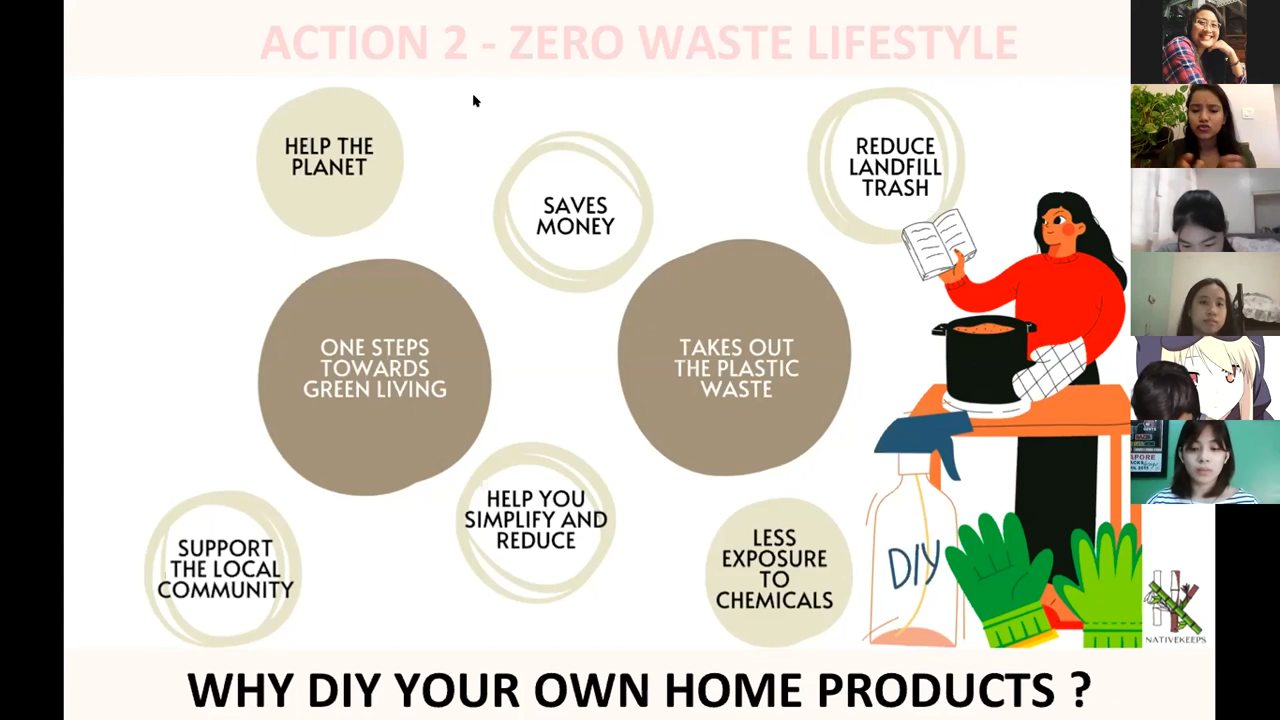 ACTION 2 - ZERO WASTE LIFESTYLE
HELP THE
PLANET
SAVES
MONEY
REDUCE
LANDFILL
TRASH
ONE STEPS
TOWARDS
GREEN LIVING
TAKES OUT
THE PLASTIC
WASTE
HELP YOU
SIMPLIFY AND
REDUCE
SUPPORT
THE LOCAL
COMMUNITY
LESS
EXPOSURE
TO
CHEMICALS
DIY
NATIVEKEEPS
WHY DIY YOUR OWN HOME PRODUCTS ?